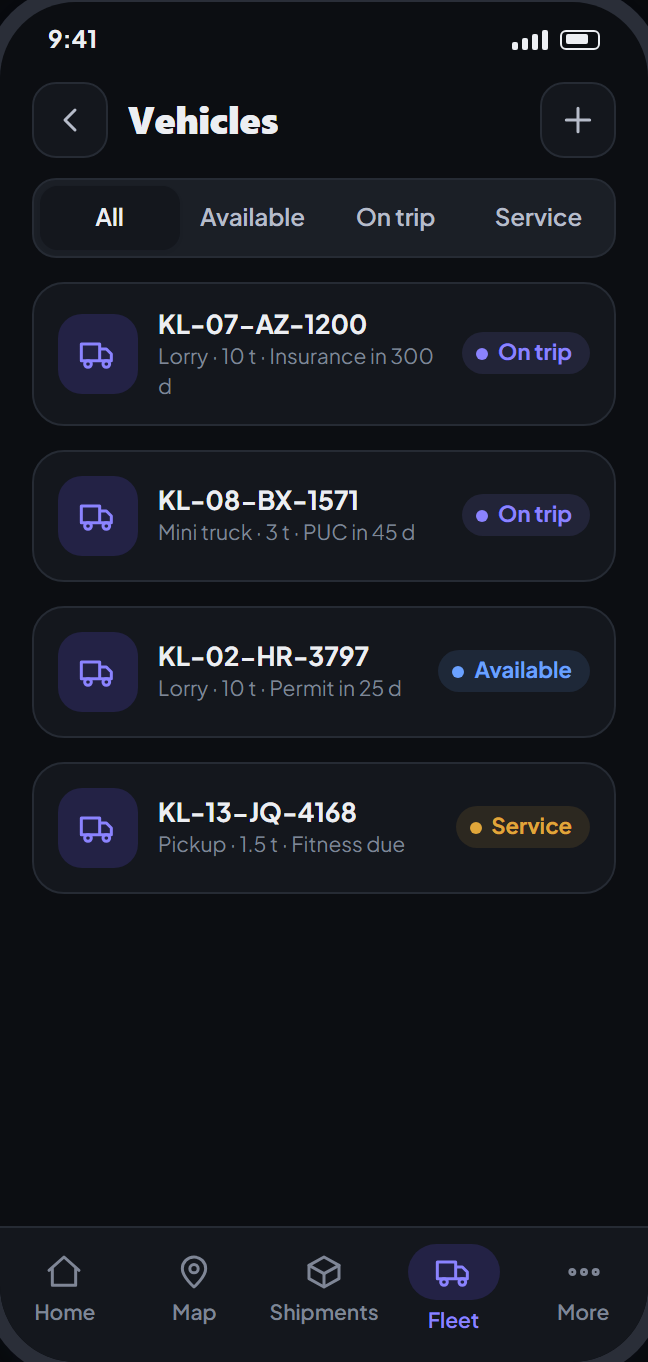 9:41
Vehicles
All Available On trip Service
KL-07-AZ-1200
Lorry · 10 t · Insurance in 300
d
On trip
KL-08-BX-1571
Mini truck · 3 t · PUC in 45 d
On trip
KL-02-HR-3797
Lorry · 10 t · Permit in 25 d
Available
KL-13-JQ-4168
Pickup · 1.5 t · Fitness due
Service
Home Map Shipments Fleet More